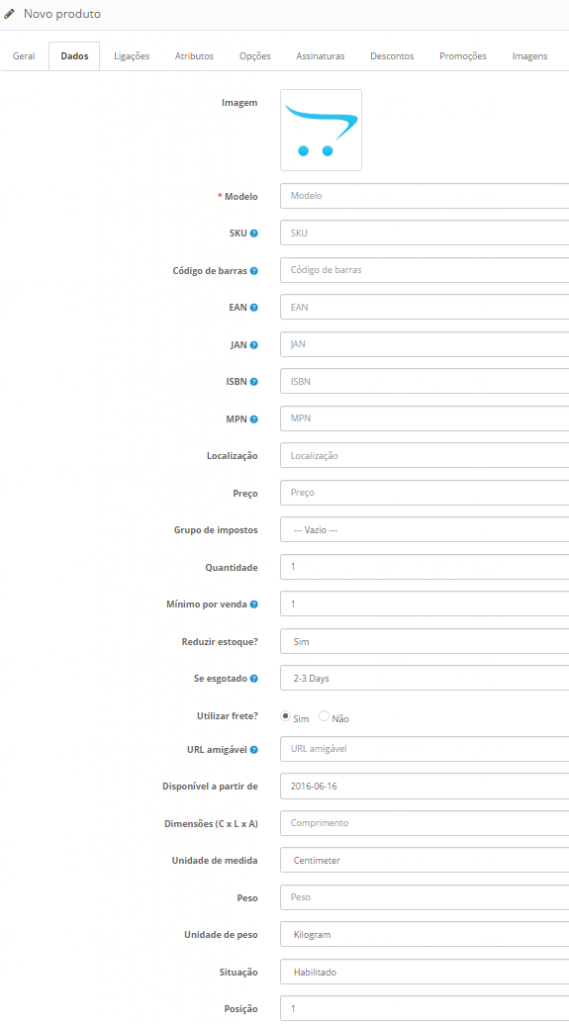 Novo produto
Geral Dados Ligações Atributos Opções Assinaturas Descontos Promoções Imagens
Imagem
* Modelo Modelo
SKU SKU
Código de barras Código de barras
EAN EAN
JAN JAN
ISBN ISBN
MPN MPN
Localização Localização
Preço Preço
Grupo de impostos --- Vazio ---
Quantidade 1
Mínimo por venda 1
Reduzir estoque? Sim
Se esgotado 2-3 Days
Utilizar frete? Sim Não
URL amigável URL amigável
Disponível a partir de 2016-06-16
Dimensões (C x L x A) Comprimento
Unidade de medida Centimeter
Peso Peso
Unidade de peso Kilogram
Situação Habilitado
Posição 1